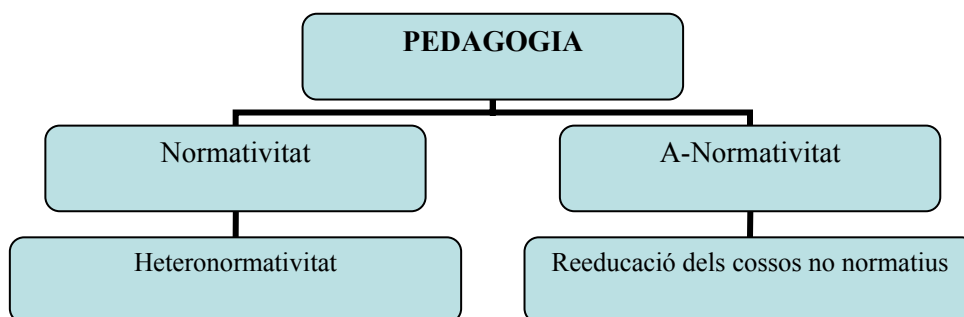 PEDAGOGIA
Normativitat
A-Normativitat
Heteronormativitat
Reeducació dels cossos no normatius